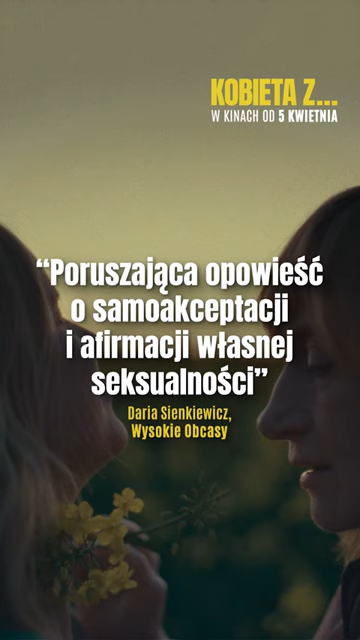 KOBIETA Z...
W KINACH OD 5 KWIETNIA
“Poruszająca opowieść
o samoakceptacji
i afirmacji własnej
seksualności”
Daria Sienkiewicz,
Wysokie Obcasy